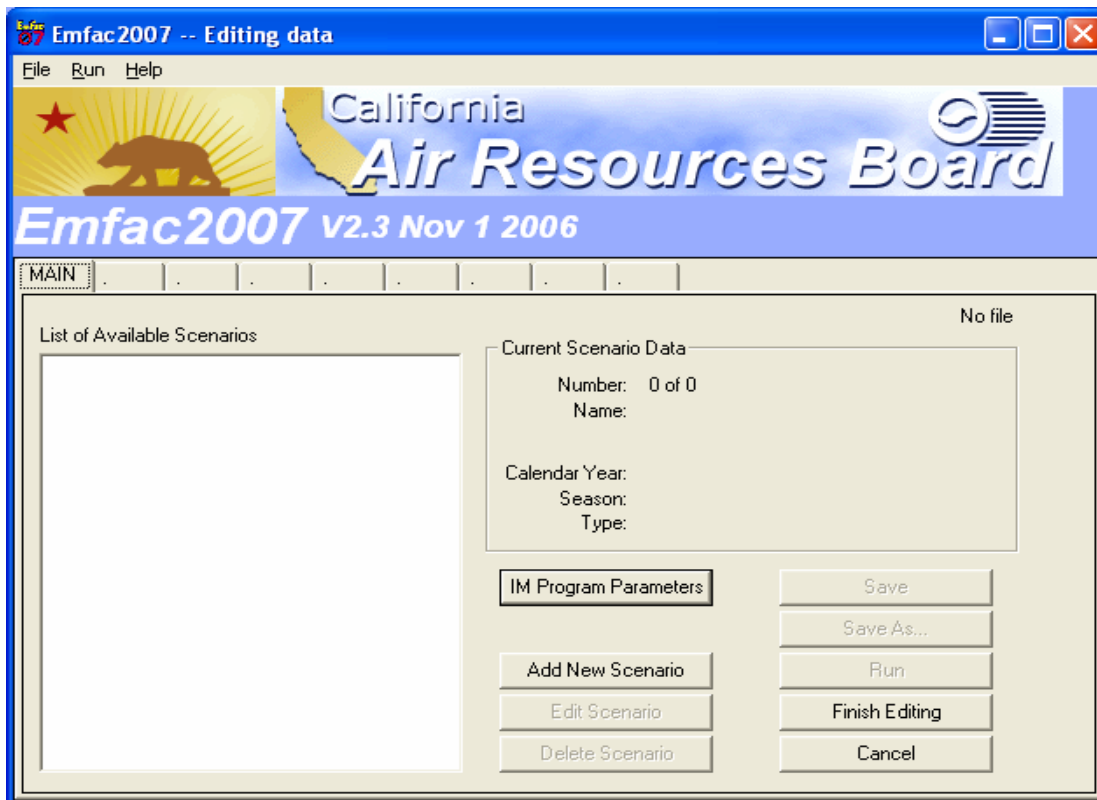 Emfac2007 -- Editing data
File Run Help
California
Air Resources Board
Emfac2007 V2.3 Nov 1 2006
MAIN . . . . . . . .
No file
List of Available Scenarios
Current Scenario Data
Number: 0 of 0
Name:
Calendar Year:
Season:
Type:
IM Program Parameters
Save
Save As...
Add New Scenario
Run
Edit Scenario
Finish Editing
Delete Scenario
Cancel